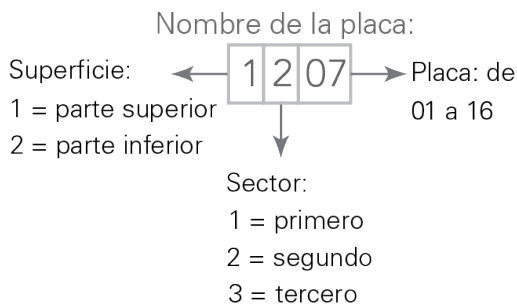 Nombre de la placa:
Superficie:
1 = parte superior
2 = parte inferior
1 2 07
Placa: de
01 a 16
Sector:
1 = primero
2 = segundo
3 = tercero